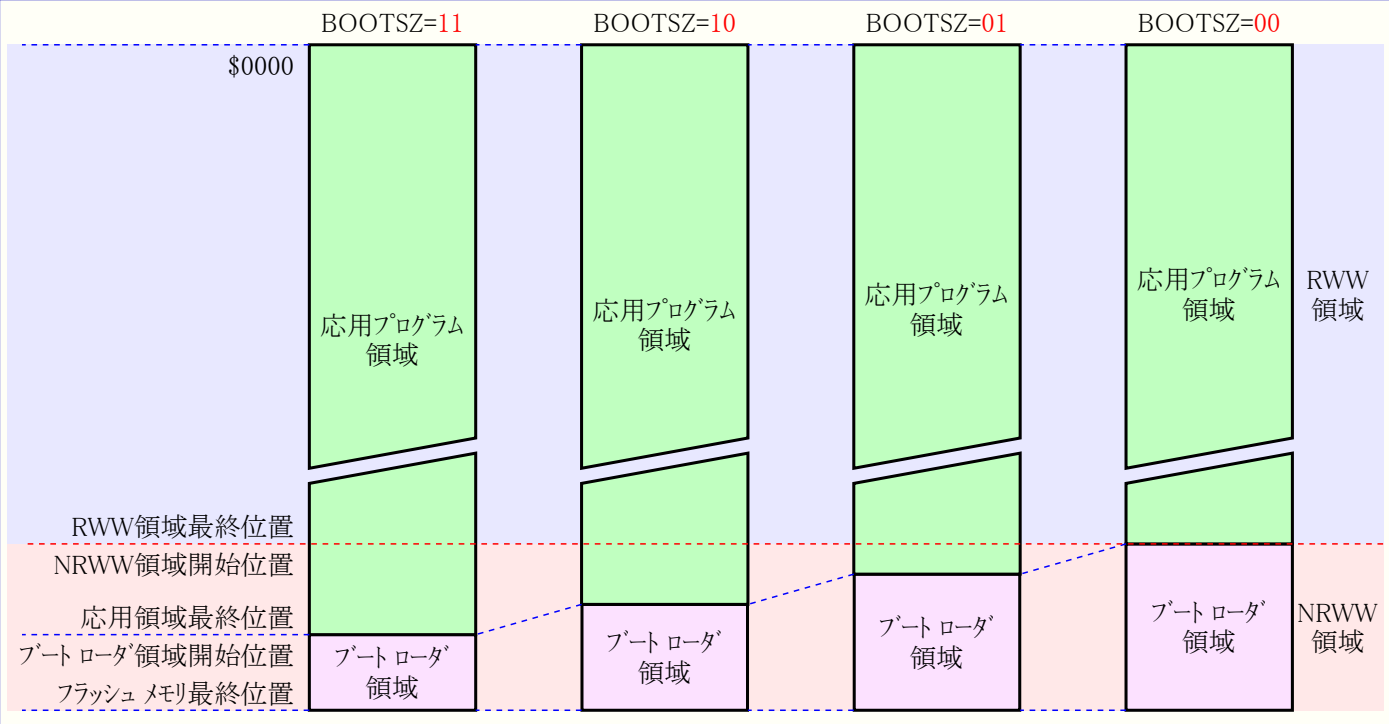 BOOTSZ=11
BOOTSZ=10
BOOTSZ=01
BOOTSZ=00
$0000
応用プログラム
領域
応用プログラム
領域
応用プログラム
領域
応用プログラム
領域
RWW
領域
RWW領域最終位置
NRWW領域開始位置
応用領域最終位置
ブート ローダ領域開始位置
フラッシュ メモリ最終位置
ブート ローダ
領域
ブート ローダ
領域
ブート ローダ
領域
ブート ローダ
領域
NRWW
領域